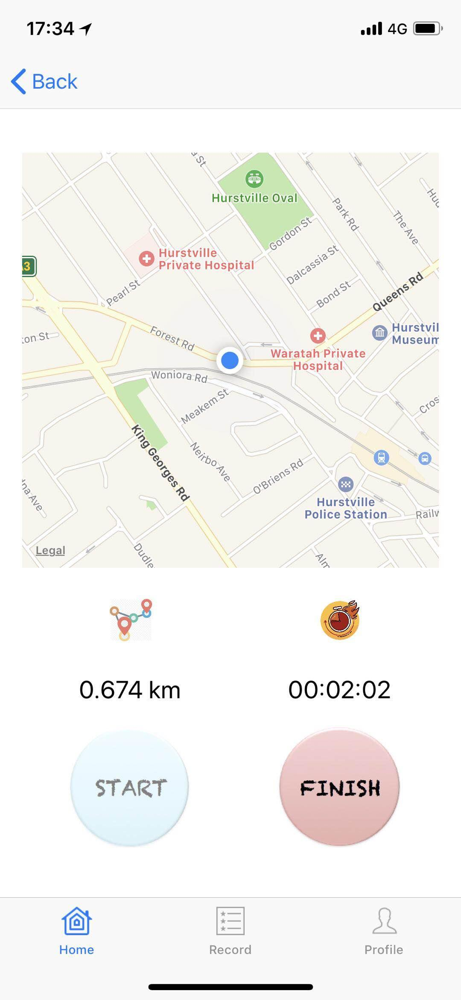 17:34
4G
Back
a St
Hurstville Oval
Park Rd
The Ave
Gordon St
Hurstville
Private Hospital
A3
Dalcassia St
Pearl St
Bond St
Queens Rd
ton St
Forest Rd
Hurstvil
Museum
Waratah Private
Hospital
Woniora Rd
Meakem St
Cros
King Georges Rd
Neirbo Ave
O'Briens Rd
na Ave
Hurstville
Police Station
Railw
Legal
Dudle
Alm
0.674 km
00:02:02
START
FINISH
Home
Record
Profile